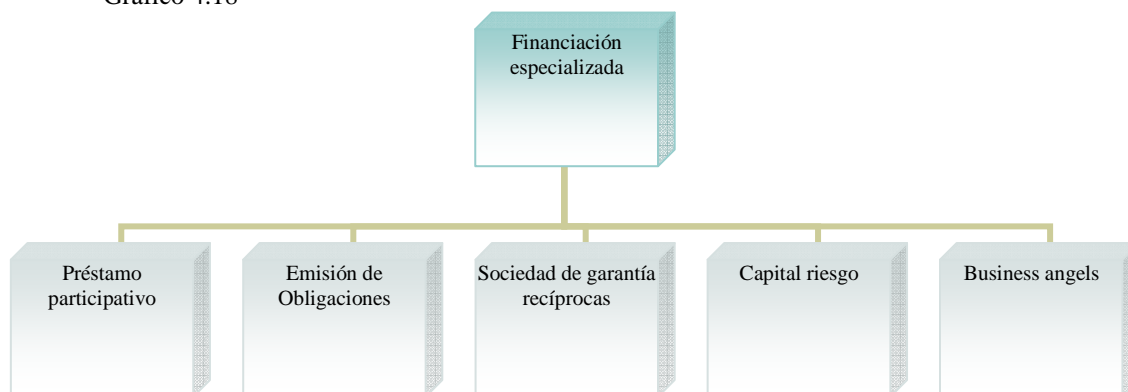 Gráfico 4.18
Financiación
especializada
Préstamo
participativo
Emisión de
Obligaciones
Sociedad de garantía
recíprocas
Capital riesgo
Business angels